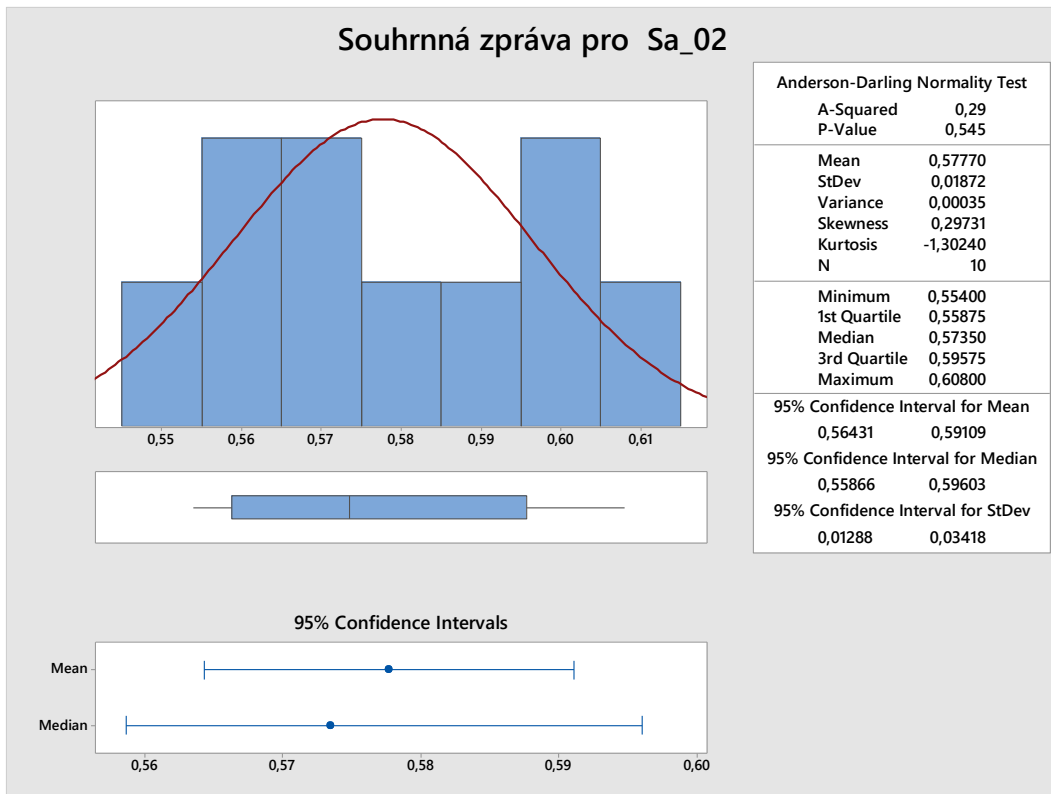 Souhrnná zpráva pro Sa_02
0,55 0,56 0,57 0,58 0,59 0,60 0,61
95% Confidence Intervals
Mean
Median
0,56 0,57 0,58 0,59 0,60
Anderson-Darling Normality Test
A-Squared 0,29
P-Value 0,545
Mean 0,57770
StDev 0,01872
Variance 0,00035
Skewness 0,29731
Kurtosis -1,30240
N 10
Minimum 0,55400
1st Quartile 0,55875
Median 0,57350
3rd Quartile 0,59575
Maximum 0,60800
95% Confidence Interval for Mean
0,56431 0,59109
95% Confidence Interval for Median
0,55866 0,59603
95% Confidence Interval for StDev
0,01288 0,03418